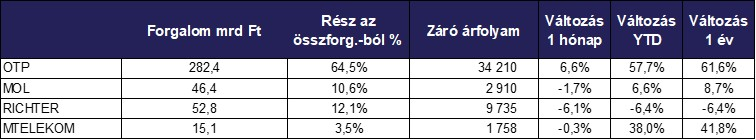 Forgalom mrd Ft Rész az összforg.-ból % Záró árfolyam Változás 1 hónap Változás YTD Változás 1 év
OTP 282,4 64,5% 34 210 6,6% 57,7% 61,6%
MOL 46,4 10,6% 2 910 -1,7% 6,6% 8,7%
RICHTER 52,8 12,1% 9 735 -6,1% -6,4% -6,4%
MTELEKOM 15,1 3,5% 1 758 -0,3% 38,0% 41,8%